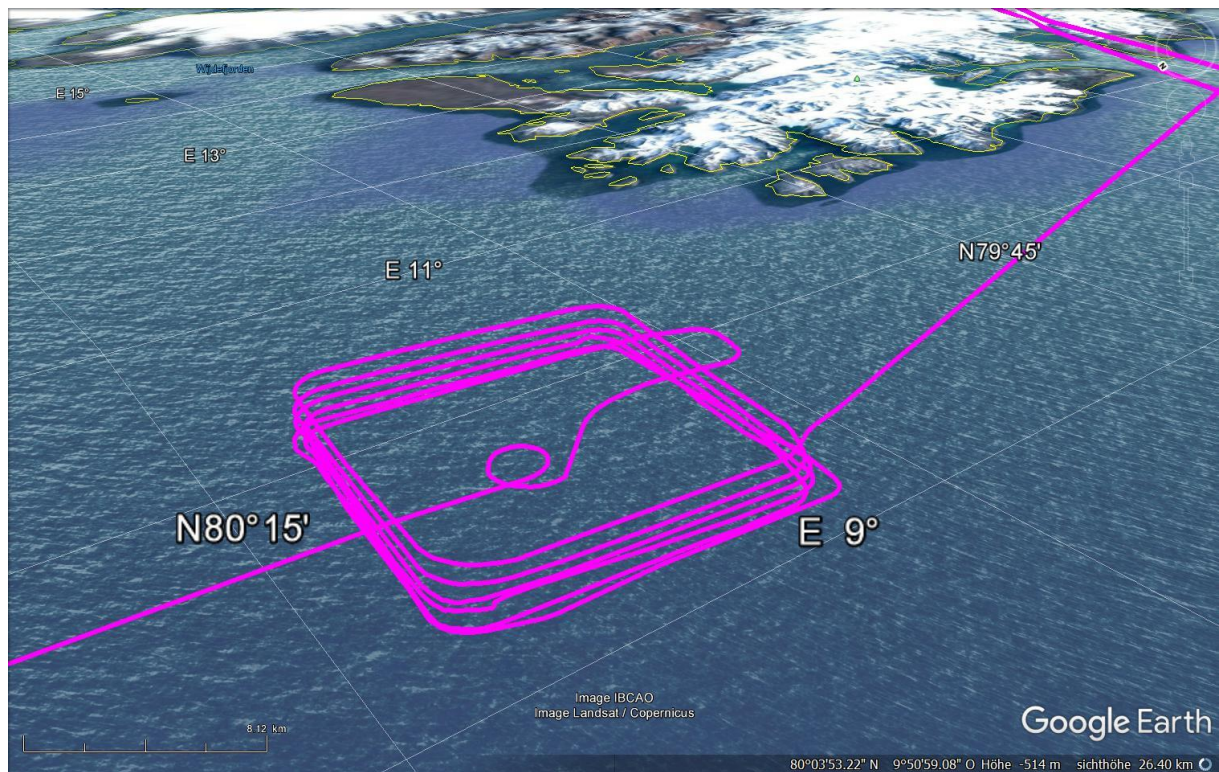 Wijdefjorden
E 15°
E 13°
N
N79°45'
E 11°
N80°15'
E 9°
Image IBCAO
Image Landsat / Copernicus
8.12 km
Google Earth
80°03'53.22" N 9°50'59.08" O Höhe -514 m sichthöhe 26.40 km